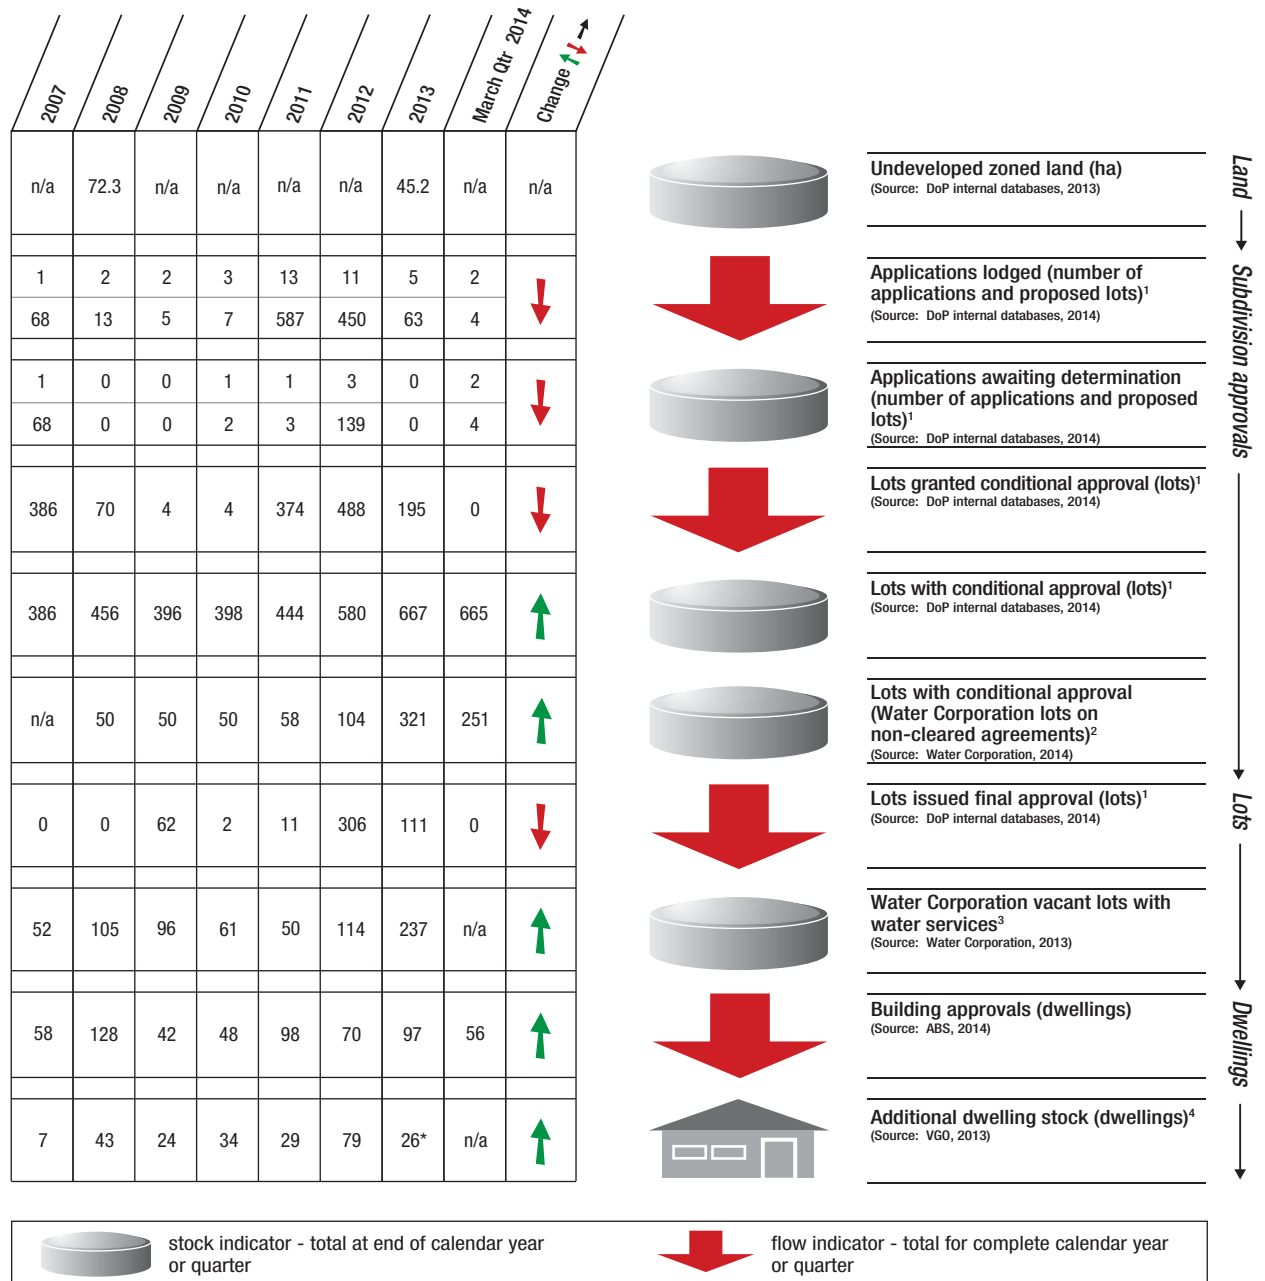 2007 2008 2009 2010 2011 2012 2013 March Qtr 2014 Change
n/a 72.3 n/a n/a n/a n/a 45.2 n/a n/a
Undeveloped zoned land (ha)
(Source: DoP internal databases, 2013)
Land
1 2 2 3 13 11 5 2
68 13 5 7 587 450 63 4
Applications lodged (number of
applications and proposed lots)¹
(Source: DoP internal databases, 2014)
Subdivision approvals
1 0 0 1 1 3 0 2
68 0 0 2 3 139 0 4
Applications awaiting determination
(number of applications and proposed
lots)¹
(Source: DoP internal databases, 2014)
386 70 4 4 374 488 195 0
Lots granted conditional approval (lots)¹
(Source: DoP internal databases, 2014)
386 456 396 398 444 580 667 665
Lots with conditional approval (lots)¹
(Source: DoP internal databases, 2014)
n/a 50 50 50 58 104 321 251
Lots with conditional approval
(Water Corporation lots on
non-cleared agreements)²
(Source: Water Corporation, 2014)
0 0 62 2 11 306 111 0
Lots issued final approval (lots)¹
(Source: DoP internal databases, 2014)
Lots
52 105 96 61 50 114 237 n/a
Water Corporation vacant lots with
water services³
(Source: Water Corporation, 2013)
58 128 42 48 98 70 97 56
Building approvals (dwellings)
(Source: ABS, 2014)
Dwellings
7 43 24 34 29 79 26* n/a
Additional dwelling stock (dwellings)⁴
(Source: VGO, 2013)
stock indicator - total at end of calendar year
or quarter
flow indicator - total for complete calendar year
or quarter